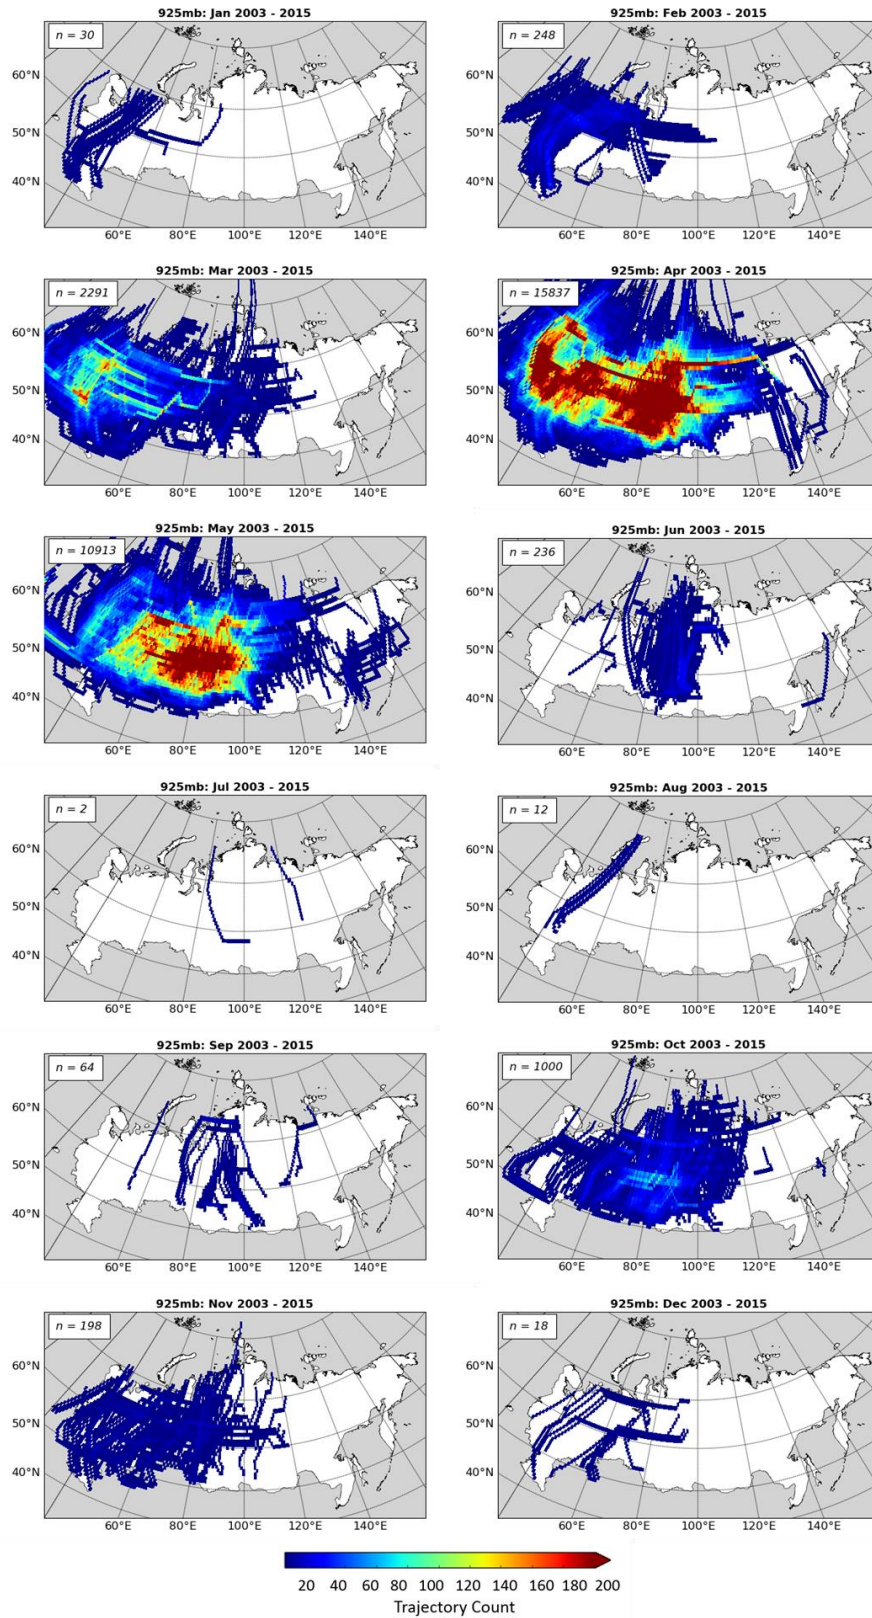 925mb: Jan 2003 - 2015
925mb: Feb 2003 - 2015
n = 30
n = 248
60°N
50°N
40°N
60°N
50°N
40°N
60°E 80°E 100°E 120°E 140°E
60°E 80°E 100°E 120°E 140°E
925mb: Mar 2003 - 2015
925mb: Apr 2003 - 2015
n = 2291
n = 15837
60°N
50°N
40°N
60°N
50°N
40°N
60°E 80°E 100°E 120°E 140°E
60°E 80°E 100°E 120°E 140°E
925mb: May 2003 - 2015
925mb: Jun 2003 - 2015
n = 10913
n = 236
60°N
50°N
40°N
60°N
50°N
40°N
60°E 80°E 100°E 120°E 140°E
60°E 80°E 100°E 120°E 140°E
925mb: Jul 2003 - 2015
925mb: Aug 2003 - 2015
n = 2
n = 12
60°N
50°N
40°N
60°N
50°N
40°N
60°E 80°E 100°E 120°E 140°E
60°E 80°E 100°E 120°E 140°E
925mb: Sep 2003 - 2015
925mb: Oct 2003 - 2015
n = 64
n = 1000
60°N
50°N
40°N
60°N
50°N
40°N
60°E 80°E 100°E 120°E 140°E
60°E 80°E 100°E 120°E 140°E
925mb: Nov 2003 - 2015
925mb: Dec 2003 - 2015
n = 198
n = 18
60°N
50°N
40°N
60°N
50°N
40°N
60°E 80°E 100°E 120°E 140°E
60°E 80°E 100°E 120°E 140°E
20 40 60 80 100 120 140 160 180 200
Trajectory Count